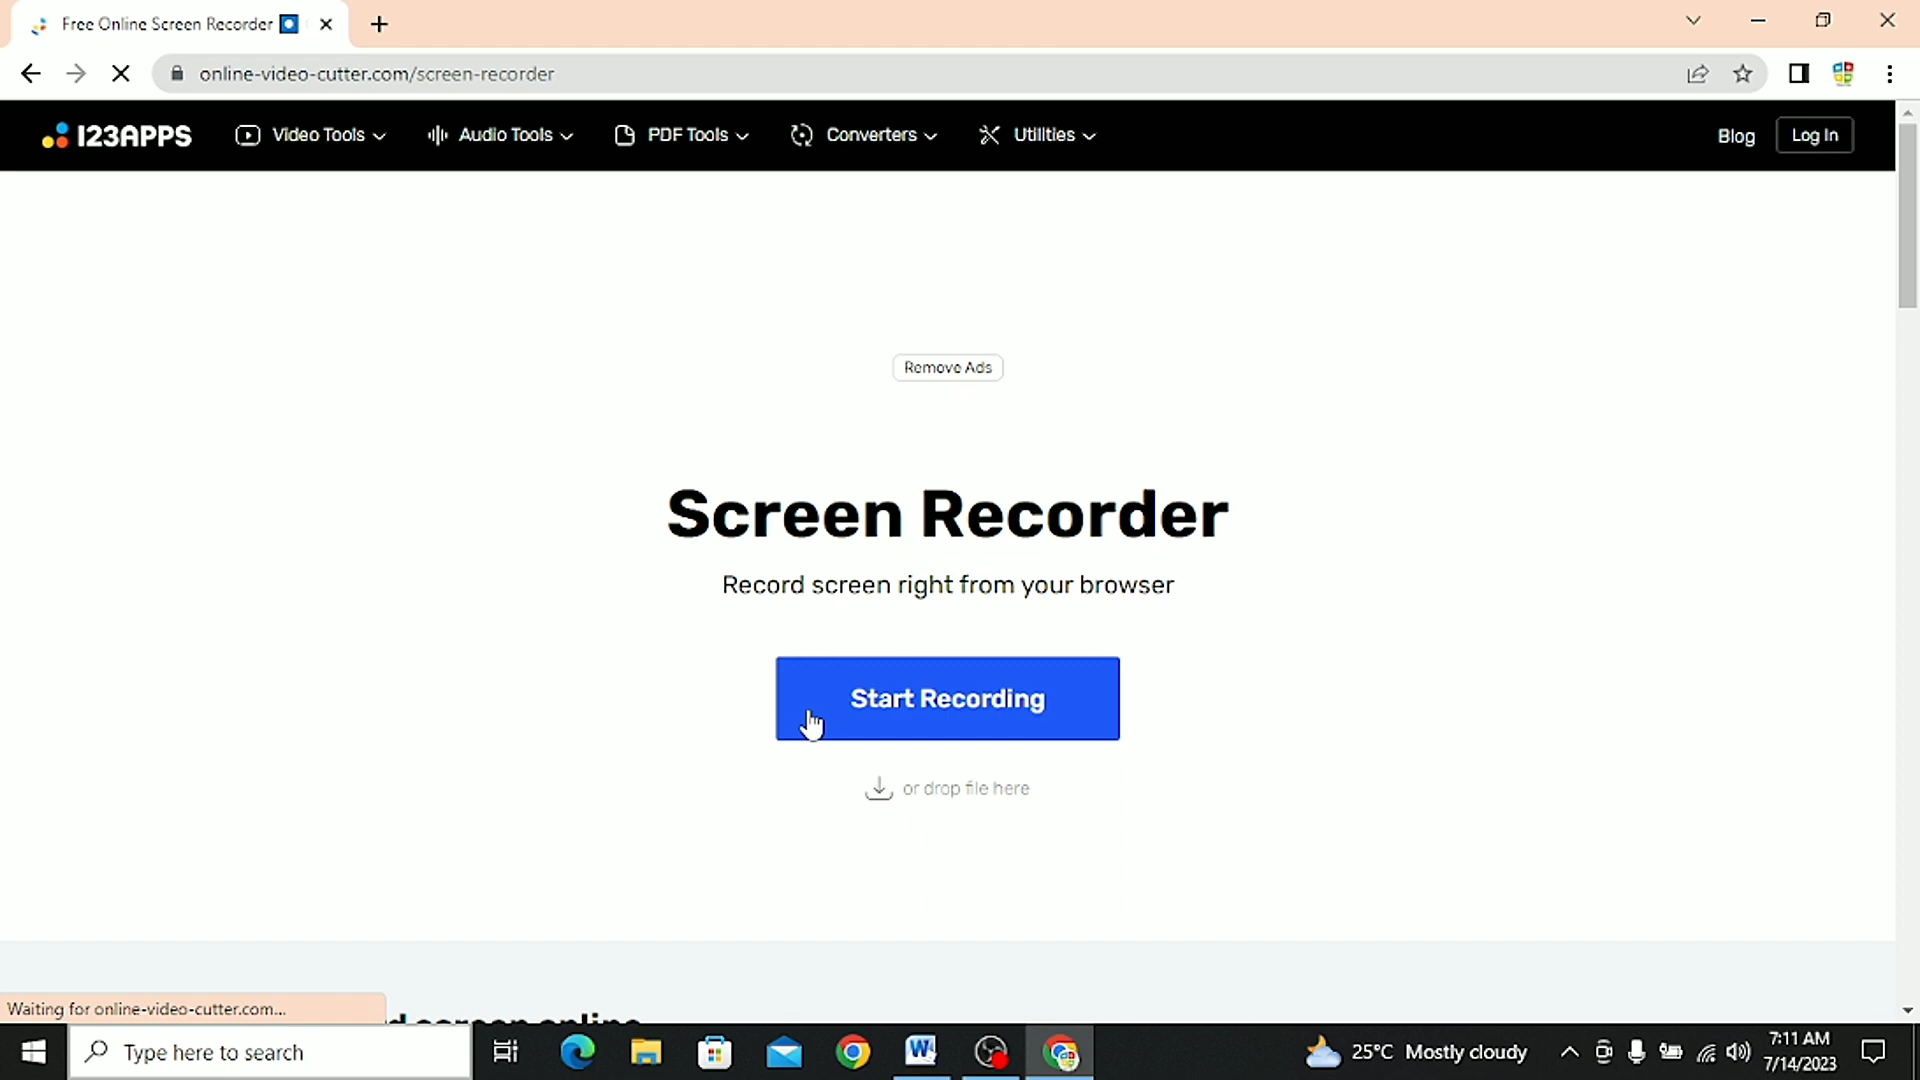 Free Online Screen Recorder
online-video-cutter.com/screen-recorder
123APPS Video Tools Audio Tools PDF Tools Converters Utilities Blog Log In
Remove Ads
Screen Recorder
Record screen right from your browser
Start Recording
or drop file here
Waiting for online-video-cutter.com...
d screen online
Type here to search
25°C Mostly cloudy
7:11 AM
7/14/2023